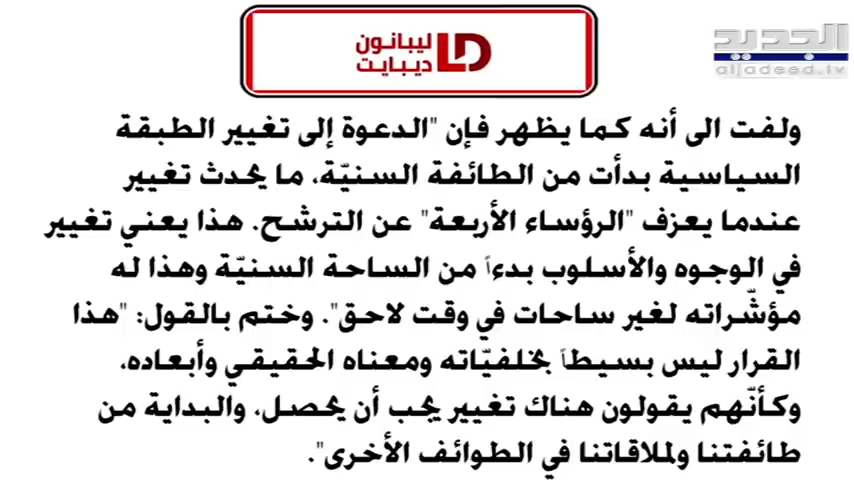 ليبانون
ديبايت
LD
الجديد
aljadeed.tv
ولفت الى أنه كما يظهر فإن "الدعوة إلى تغيير الطبقة
السياسية بدأت من الطائفة السنيّة، ما يحدث تغيير
عندما يعزف "الرؤساء الأربعة" عن الترشح. هذا يعني تغيير
في الوجوه والأسلوب بدءاً من الساحة السنيّة وهذا له
مؤشّراته لغير ساحات في وقت لاحق". وختم بالقول: "هذا
القرار ليس بسيطاً بخلفيّاته ومعناه الحقيقي وأبعاده،
وكأنّهم يقولون هناك تغيير يجب أن يحصل، والبداية من
طائفتنا ولملاقاتنا في الطوائف الأخرى".